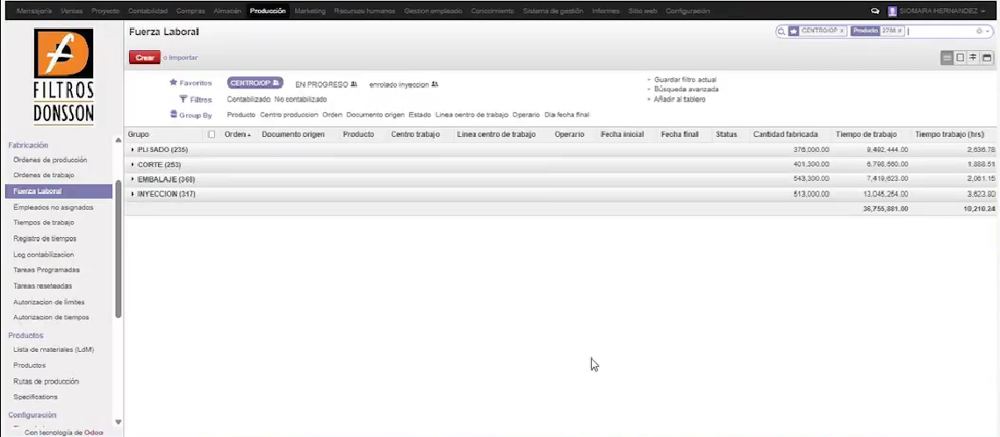 Mensajería Ventas Proyecto Contabilidad Compras Almacén Producción Marketing Recursos humanos Gestion empleado Conocimiento Sistema de gestión Informes Sitio web Configuración SIOMARA HERNANDEZ
FILTROS
DONSSON
Fuerza Laboral
CENTRO/OP x Producto 2766 x
Crear o Importar
Favoritos CENTRO/OP EN PROGRESO enrolado inyeccion
Filtros Contabilizado No contabilizado
Group By Producto Centro produccion Orden Documento origen Estado Linea centro de trabajo Operario Dia fecha final
Guardar filtro actual
Búsqueda avanzada
Añadir al tablero
Fabricación
Ordenes de producción
Ordenes de trabajo
Fuerza Laboral
Empleados no asignados
Tiempos de trabajo
Registro de tiempos
Log contabilizacion
Tareas Programadas
Tareas reseteadas
Autorizacion de limites
Autorizacion de tiempos
Productos
Lista de materiales (LdM)
Productos
Rutas de producción
Specifications
Configuración
Con tecnología de Odoo
Grupo Orden Documento origen Producto Centro trabajo Linea centro de trabajo Operario Fecha inicial Fecha final Status Cantidad fabricada Tiempo de trabajo Tiempo trabajo (hrs)
PLISADO (235) 376,000.00 9,492,444.00 2,636.78
CORTE (253) 401,300.00 6,798,560.00 1,888.51
EMBALAJE (368) 543,300.00 7,419,623.00 2,061.15
INYECCION (317) 513,000.00 13,045,254.00 3,623.80
36,755,881.00 10,210.24